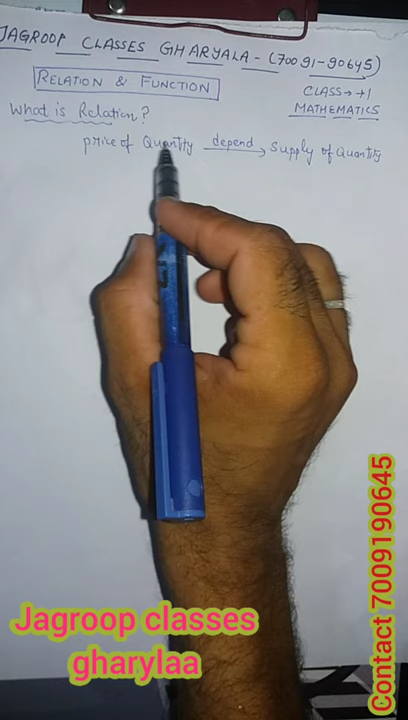 JAGROOP CLASSES GHARYALA - (70091-90645)
RELATION & FUNCTION
CLASS → +1
MATHEMATICS
What is Relation?
price of Quantity depend → Supply of Quantity
Jagroop classes
gharylaa
Contact 7009190645